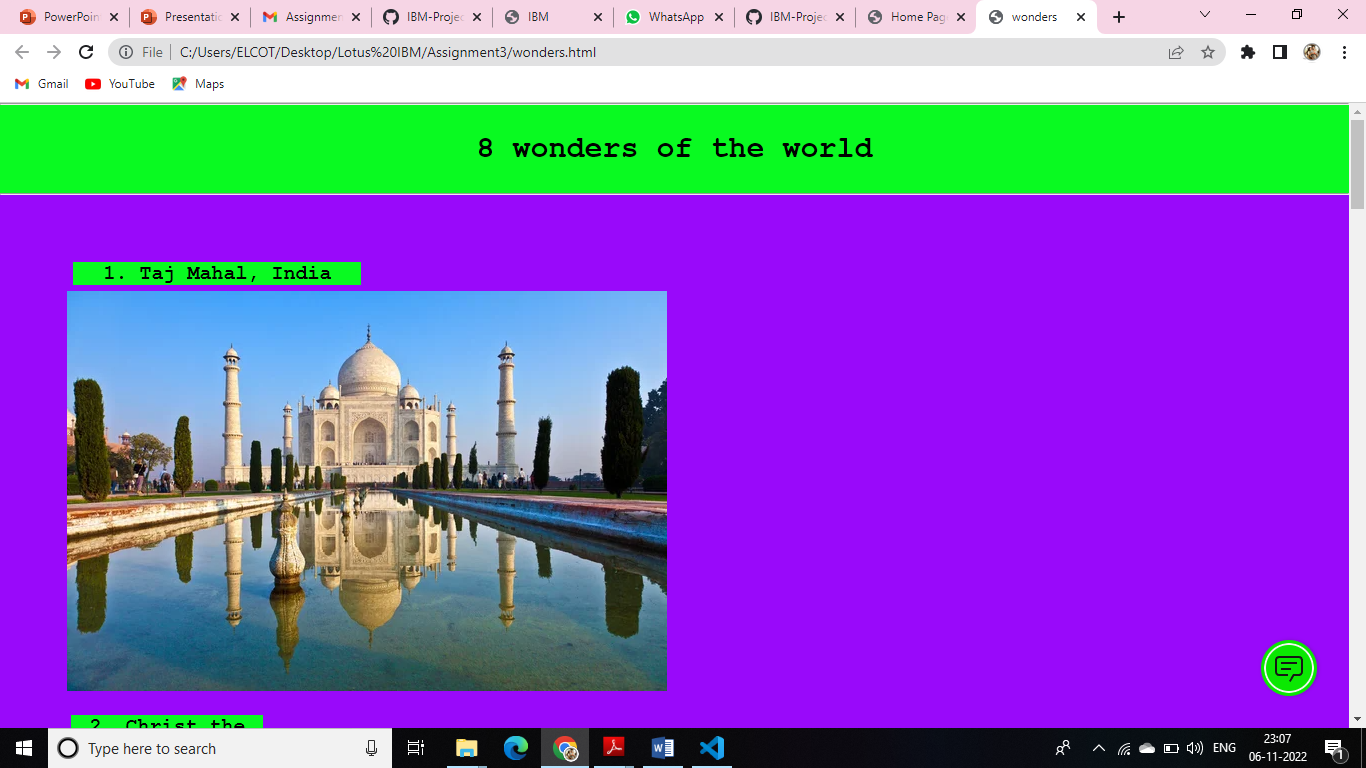 PowerPoin
Presentatio
Assignmen
IBM-Projec
IBM
WhatsApp
IBM-Projec
Home Pag
wonders
File
C:/Users/ELCOT/Desktop/Lotus%20IBM/Assignment3/wonders.html
Gmail
YouTube
Maps
8 wonders of the world
1. Taj Mahal, India
2. Christ the
Type here to search
ENG
23:07
06-11-2022
1